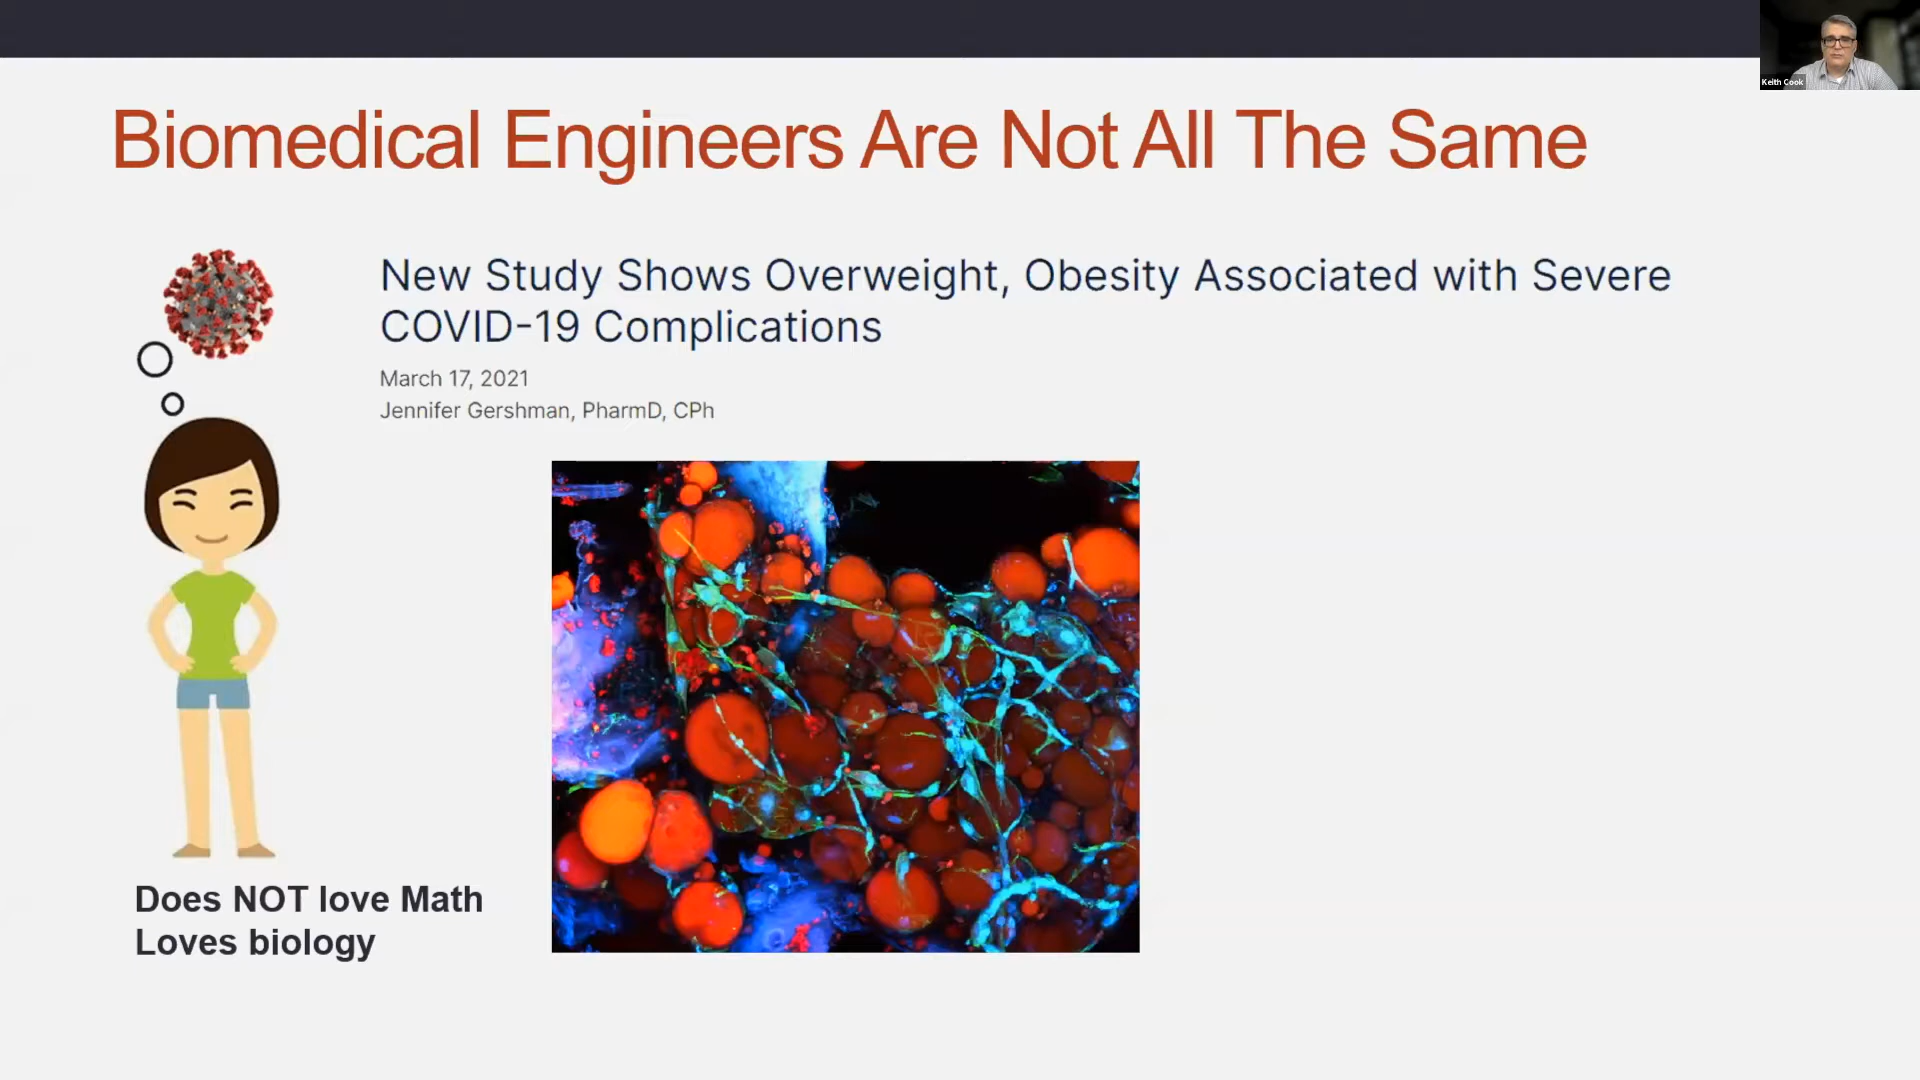 Keith Cook
Biomedical Engineers Are Not All The Same
New Study Shows Overweight, Obesity Associated with Severe
COVID-19 Complications
March 17, 2021
Jennifer Gershman, PharmD, CPh
Does NOT love Math
Loves biology